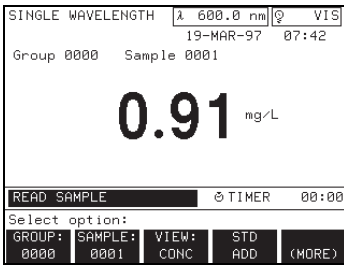 SINGLE WAVELENGTH λ 600.0 nm VIS
19-MAR-97 07:42
Group 0000 Sample 0001
0.91 mg/L
READ SAMPLE TIMER 00:00
Select option:
GROUP: SAMPLE: VIEW: STD
0000 0001 CONC ADD (MORE)